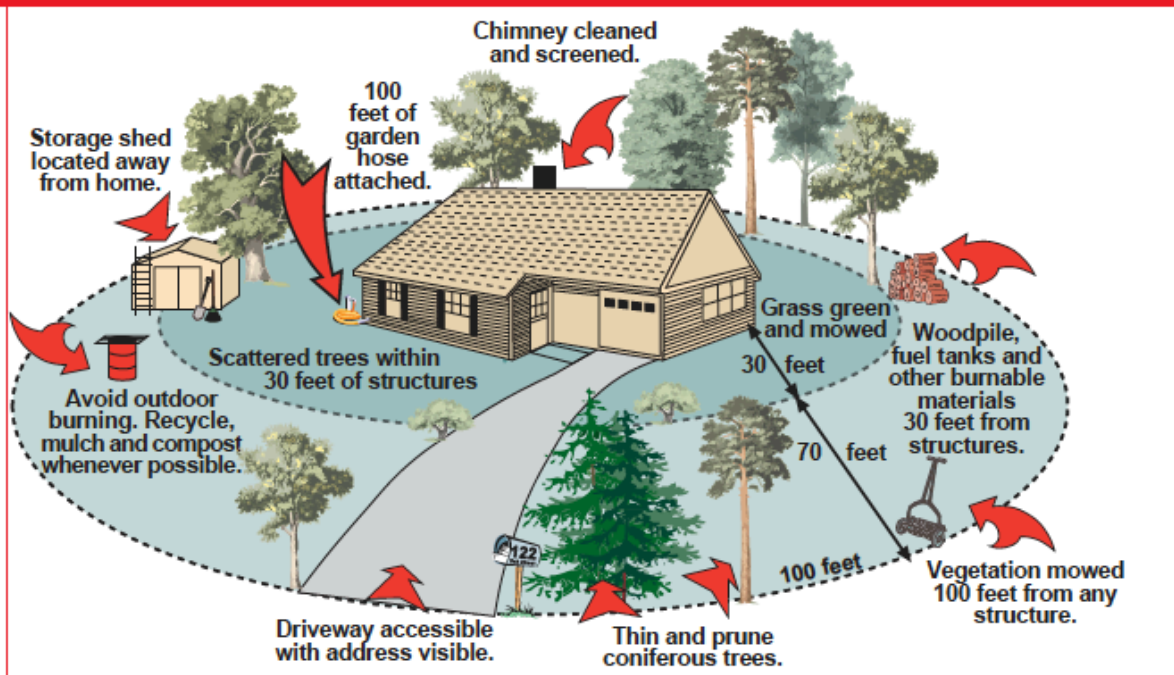 Chimney cleaned
and screened.
100
feet of
garden
hose
attached.
Storage shed
located away
from home.
Grass green
and mowed
30 feet
Scattered trees within
30 feet of structures
Woodpile,
fuel tanks and
other burnable
materials
30 feet from
structures.
Avoid outdoor
burning. Recycle,
mulch and compost
whenever possible.
70 feet
122
100 feet
Vegetation mowed
100 feet from any
structure.
Driveway accessible
with address visible.
Thin and prune
coniferous trees.